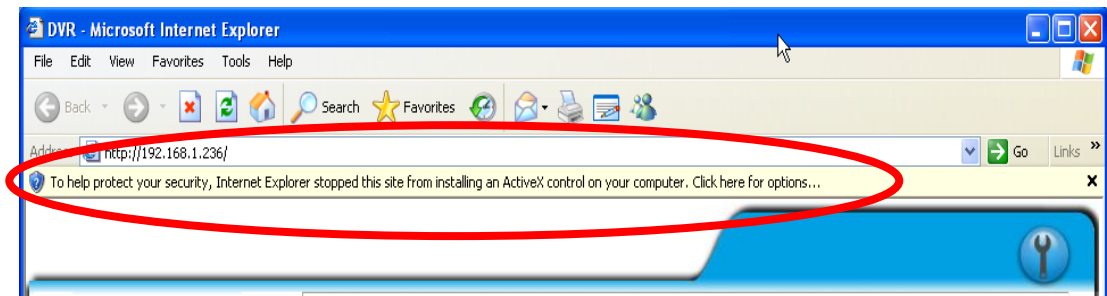 DVR - Microsoft Internet Explorer
File Edit View Favorites Tools Help
Back Search Favorites
Address http://192.168.1.236/ Go Links »
To help protect your security, Internet Explorer stopped this site from installing an ActiveX control on your computer. Click here for options...